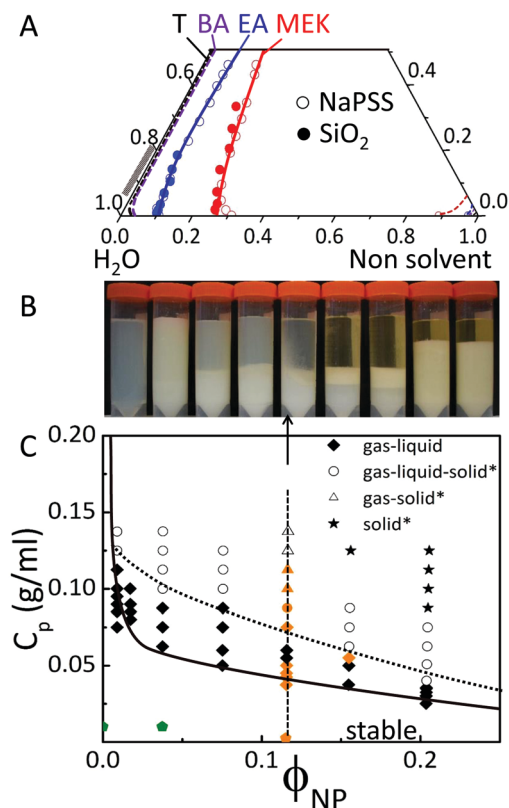 A
T BA EA MEK
0.6
0.8
1.0
0.4
0.2
0.0
NaPSS
SiO2
0.0 0.2 0.4 0.6 0.8 1.0
H2O Non solvent
B
C
0.20
0.15
0.10
0.05
Cp (g/ml)
gas-liquid
gas-liquid-solid*
gas-solid*
solid*
stable
0.0 0.1 0.2
ϕNP